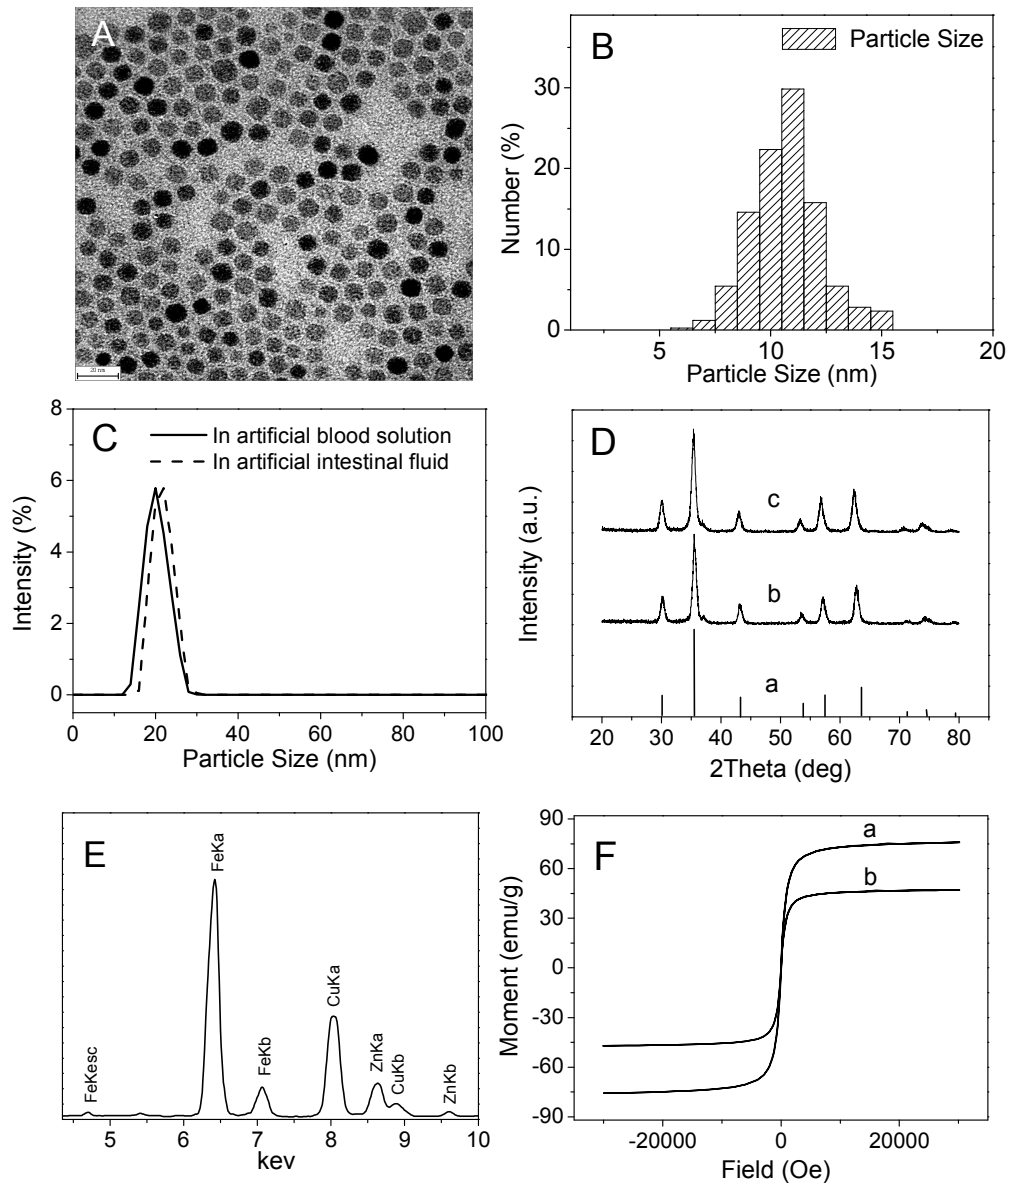 A
20 nm
B
Particle Size
30
20
10
0
Number (%)
5
10
15
20
Particle Size (nm)
C
In artificial blood solution
In artificial intestinal fluid
8
6
4
2
0
Intensity (%)
0
20
40
60
80
100
Particle Size (nm)
D
c
b
a
Intensity (a.u.)
20
30
40
50
60
70
80
2Theta (deg)
E
FeKesc
FeKa
FeKb
CuKa
ZnKa
CuKb
ZnKb
5
6
7
8
9
10
kev
F
a
b
90
60
30
0
-30
-60
-90
Moment (emu/g)
-20000
0
20000
Field (Oe)